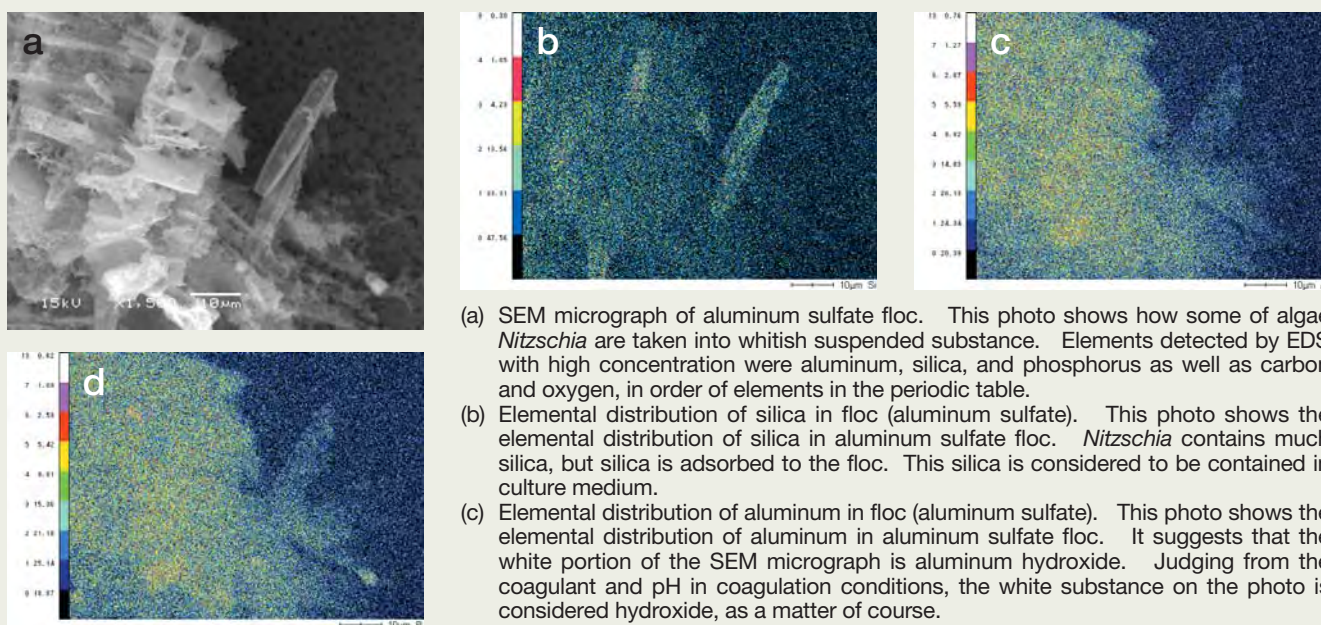 a
15kV X1,500 10μm
b
10μm Si
c
10μm
d
10μm
(a) SEM micrograph of aluminum sulfate floc. This photo shows how some of algae
Nitzschia are taken into whitish suspended substance. Elements detected by EDS
with high concentration were aluminum, silica, and phosphorus as well as carbon
and oxygen, in order of elements in the periodic table.
(b) Elemental distribution of silica in floc (aluminum sulfate). This photo shows the
elemental distribution of silica in aluminum sulfate floc. Nitzschia contains much
silica, but silica is adsorbed to the floc. This silica is considered to be contained in
culture medium.
(c) Elemental distribution of aluminum in floc (aluminum sulfate). This photo shows the
elemental distribution of aluminum in aluminum sulfate floc. It suggests that the
white portion of the SEM micrograph is aluminum hydroxide. Judging from the
coagulant and pH in coagulation conditions, the white substance on the photo is
considered hydroxide, as a matter of course.